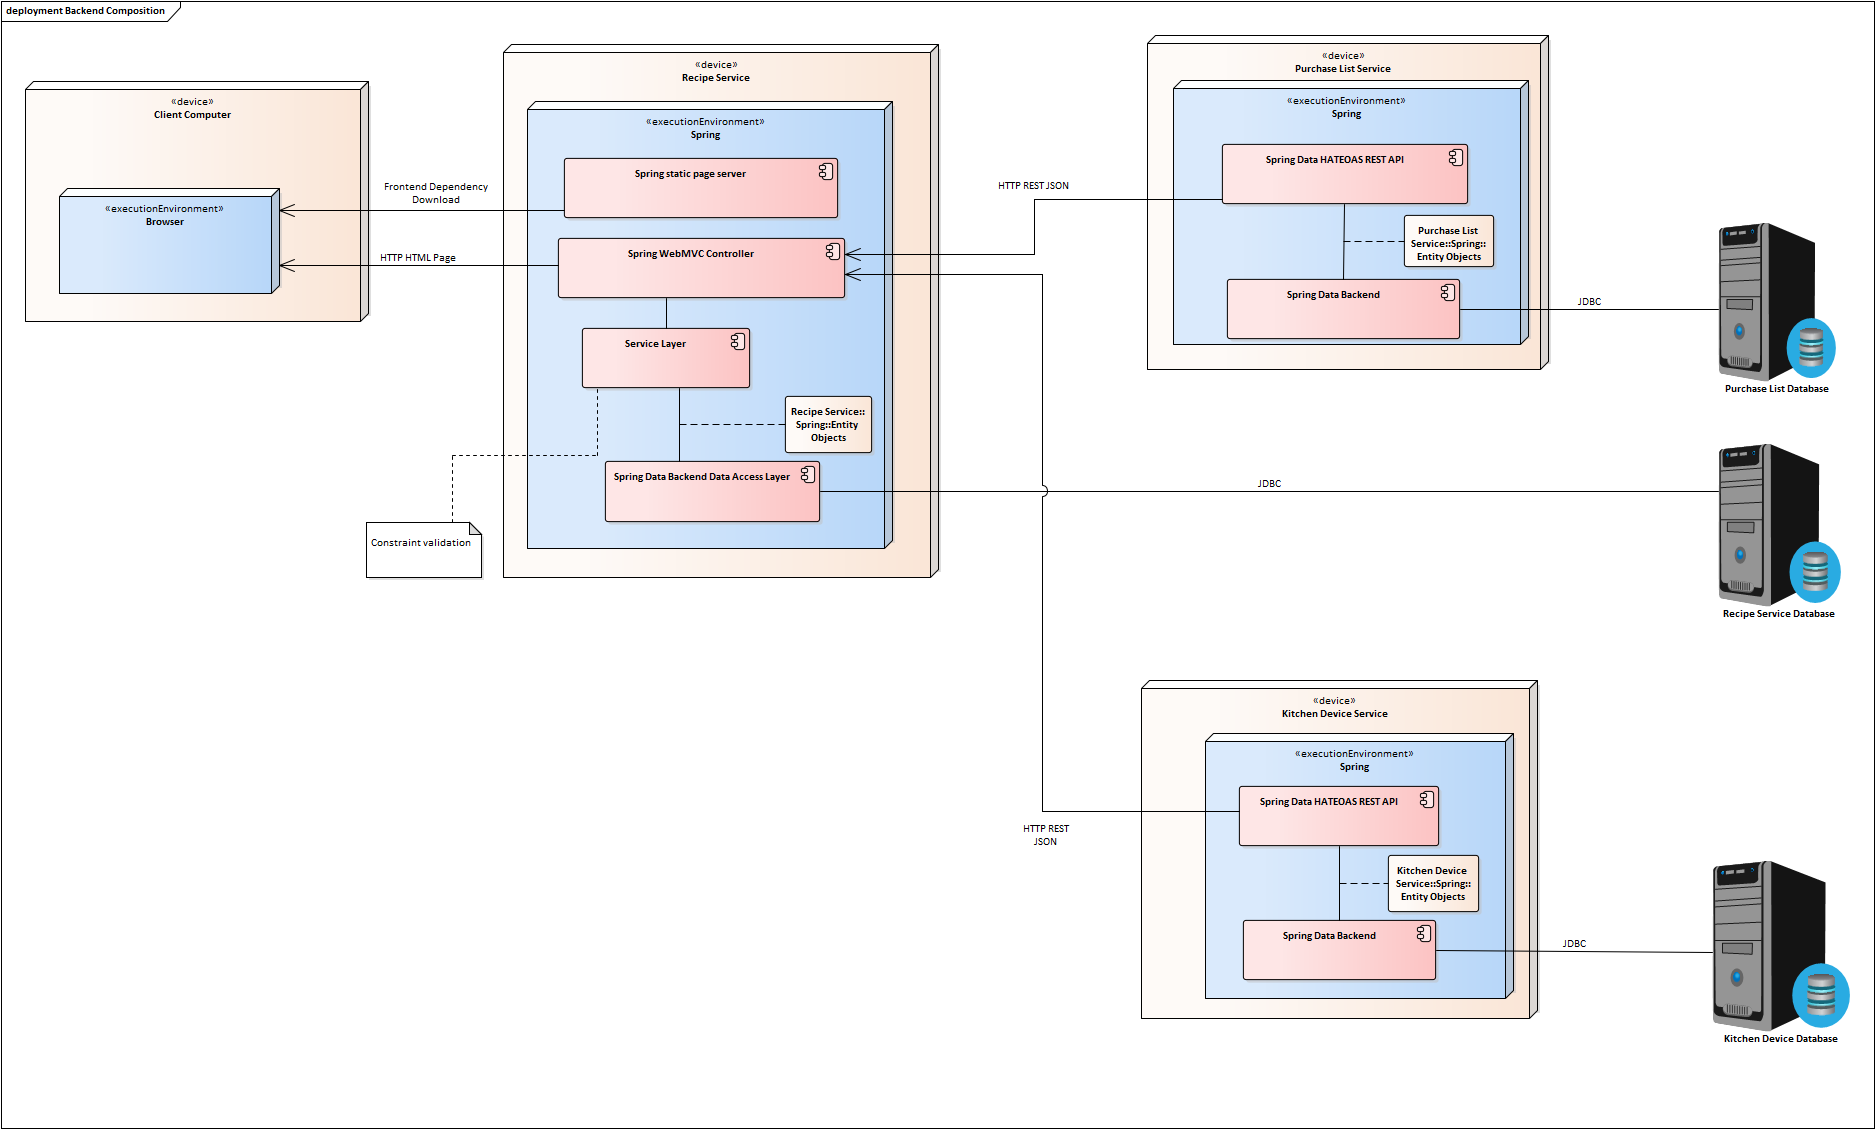 deployment Backend Composition
«device»
Client Computer
«executionEnvironment»
Browser
Frontend Dependency
Download
HTTP HTML Page
«device»
Recipe Service
«executionEnvironment»
Spring
Spring static page server
Spring WebMVC Controller
Service Layer
Recipe Service::
Spring::Entity
Objects
Spring Data Backend Data Access Layer
Constraint validation
HTTP REST JSON
«device»
Purchase List Service
«executionEnvironment»
Spring
Spring Data HATEOAS REST API
Purchase List
Service::Spring::
Entity Objects
Spring Data Backend
JDBC
Purchase List Database
JDBC
Recipe Service Database
HTTP REST
JSON
«device»
Kitchen Device Service
«executionEnvironment»
Spring
Spring Data HATEOAS REST API
Kitchen Device
Service::Spring::
Entity Objects
Spring Data Backend
JDBC
Kitchen Device Database